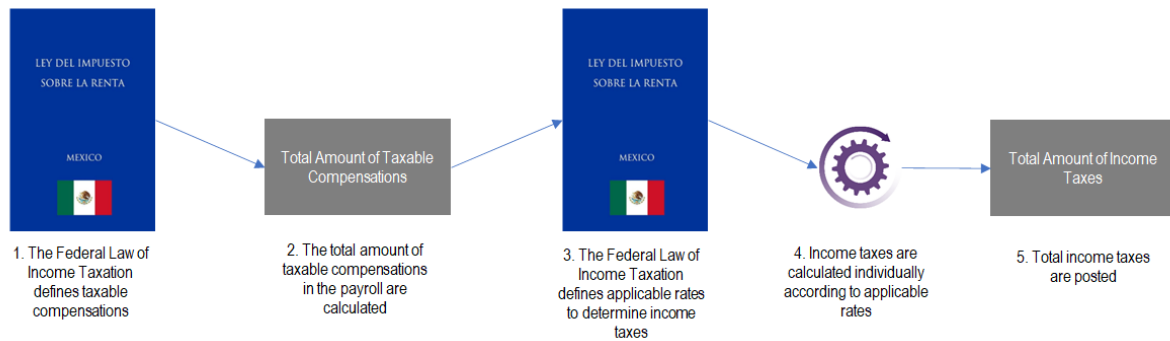 LEY DEL IMPUESTO
SOBRE LA RENTA
MEXICO
1. The Federal Law of
Income Taxation
defines taxable
compensations
Total Amount of Taxable
Compensations
2. The total amount of
taxable compensations
in the payroll are
calculated
LEY DEL IMPUESTO
SOBRE LA RENTA
MEXICO
3. The Federal Law of
Income Taxation
defines applicable rates
to determine income
taxes
4. Income taxes are
calculated individually
according to applicable
rates
Total Amount of Income
Taxes
5. Total income taxes
are posted